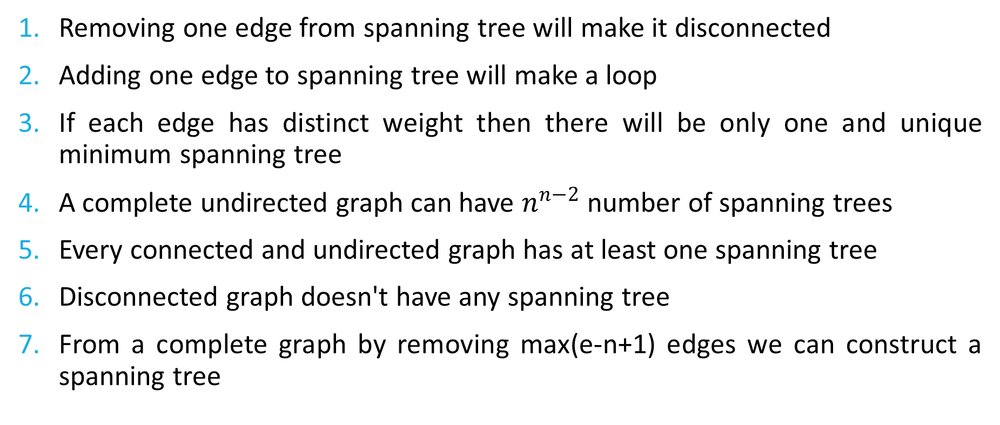 1. Removing one edge from spanning tree will make it disconnected
2. Adding one edge to spanning tree will make a loop
3. If each edge has distinct weight then there will be only one and unique
minimum spanning tree
4. A complete undirected graph can have $n^{n-2}$ number of spanning trees
5. Every connected and undirected graph has at least one spanning tree
6. Disconnected graph doesn't have any spanning tree
7. From a complete graph by removing max(e-n+1) edges we can construct a
spanning tree